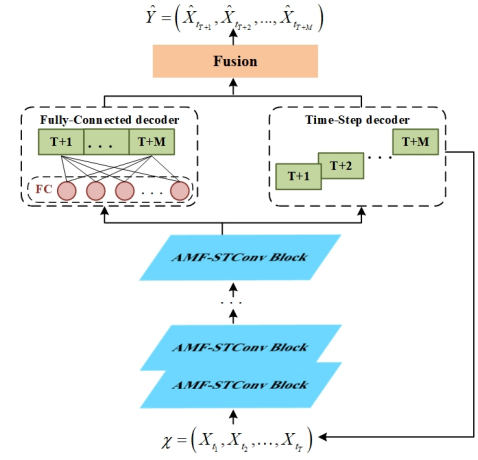 Ŷ = (X̂_{t_{T+1}}, X̂_{t_{T+2}}, ..., X̂_{t_{T+M}})
Fusion
Fully-Connected decoder
T+1 . . . T+M
FC . . . .
Time-Step decoder
T+M
. . .
T+2
T+1
AMF-STConv Block
. . .
AMF-STConv Block
AMF-STConv Block
χ = (X_{t_1}, X_{t_2}, ..., X_{t_T})